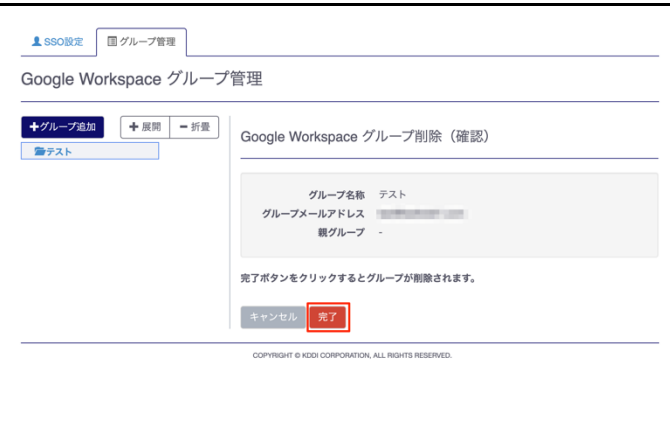 SSO設定
グループ管理
Google Workspace グループ管理
グループ追加
展開
折畳
テスト
Google Workspace グループ削除（確認）
グループ名称 テスト
グループメールアドレス
親グループ -
完了ボタンをクリックするとグループが削除されます。
キャンセル
完了
COPYRIGHT © KDDI CORPORATION, ALL RIGHTS RESERVED.